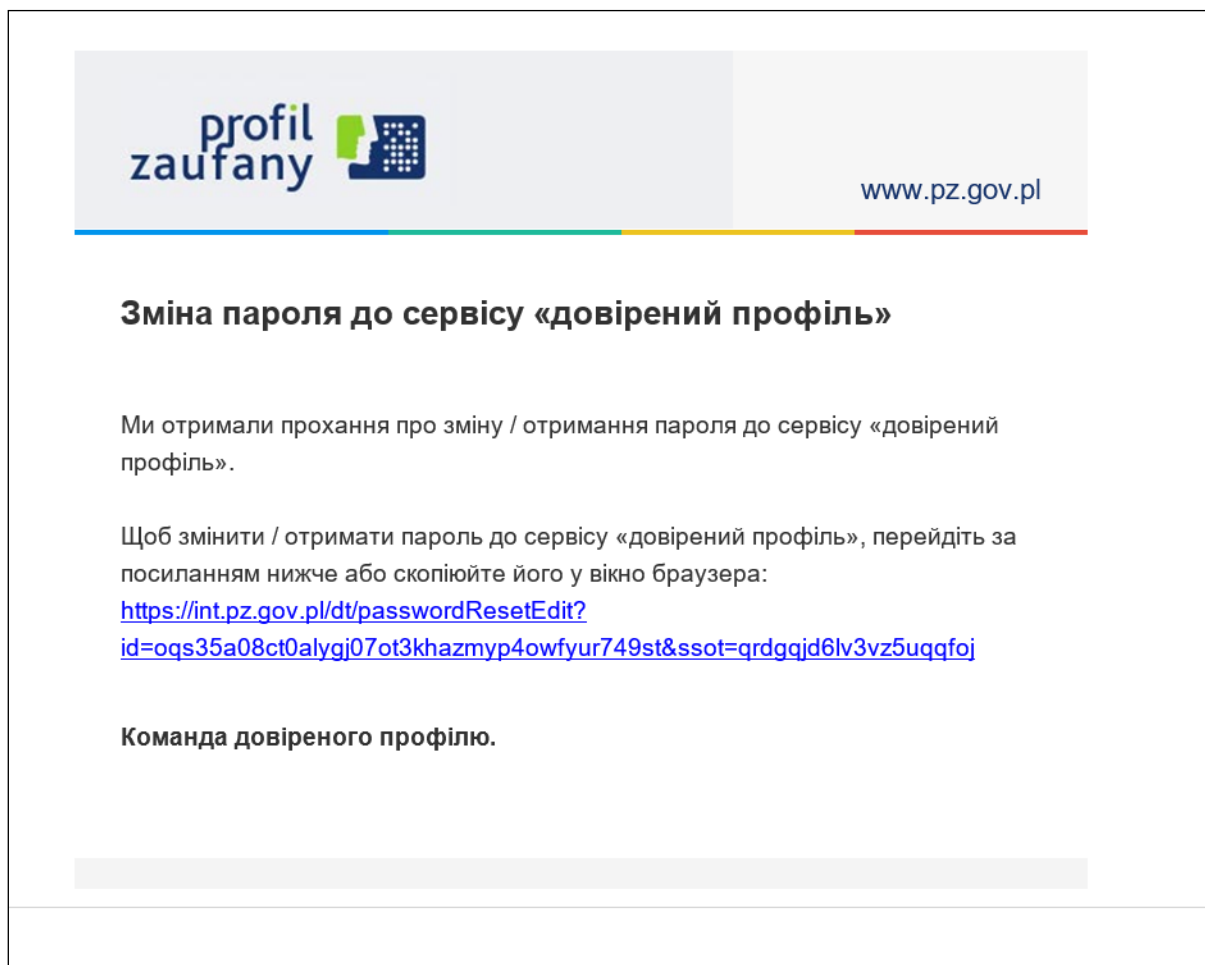 profil
zaufany
www.pz.gov.pl
Зміна пароля до сервісу «довірений профіль»
Ми отримали прохання про зміну / отримання пароля до сервісу «довірений
профіль».
Щоб змінити / отримати пароль до сервісу «довірений профіль», перейдіть за
посиланням нижче або скопіюйте його у вікно браузера:
https://int.pz.gov.pl/dt/passwordResetEdit?
id=oqs35a08ct0alygj07ot3khazmyp4owfyur749st&ssot=qrdgqjd6lv3vz5uqqfoj
Команда довіреного профілю.